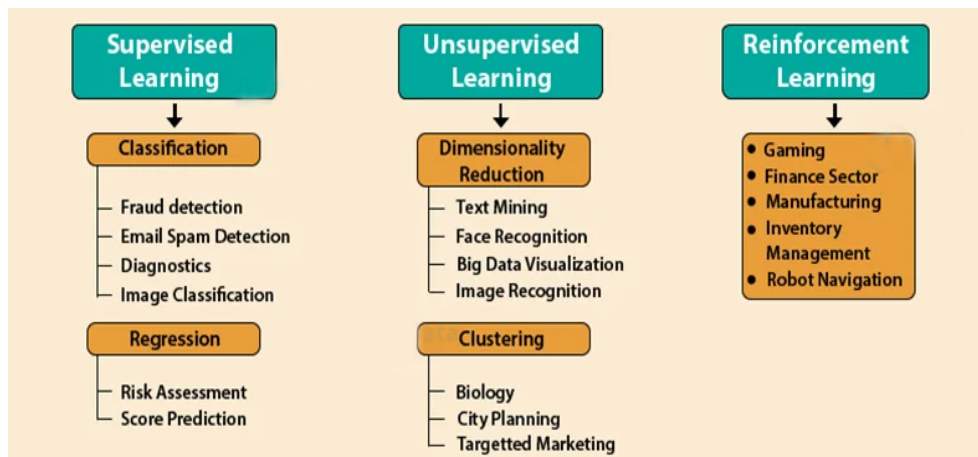 Supervised
Learning
Classification
Fraud detection
Email Spam Detection
Diagnostics
Image Classification
Regression
Risk Assessment
Score Prediction
Unsupervised
Learning
Dimensionality
Reduction
Text Mining
Face Recognition
Big Data Visualization
Image Recognition
Clustering
Biology
City Planning
Targetted Marketing
Reinforcement
Learning
• Gaming
• Finance Sector
• Manufacturing
• Inventory
Management
• Robot Navigation